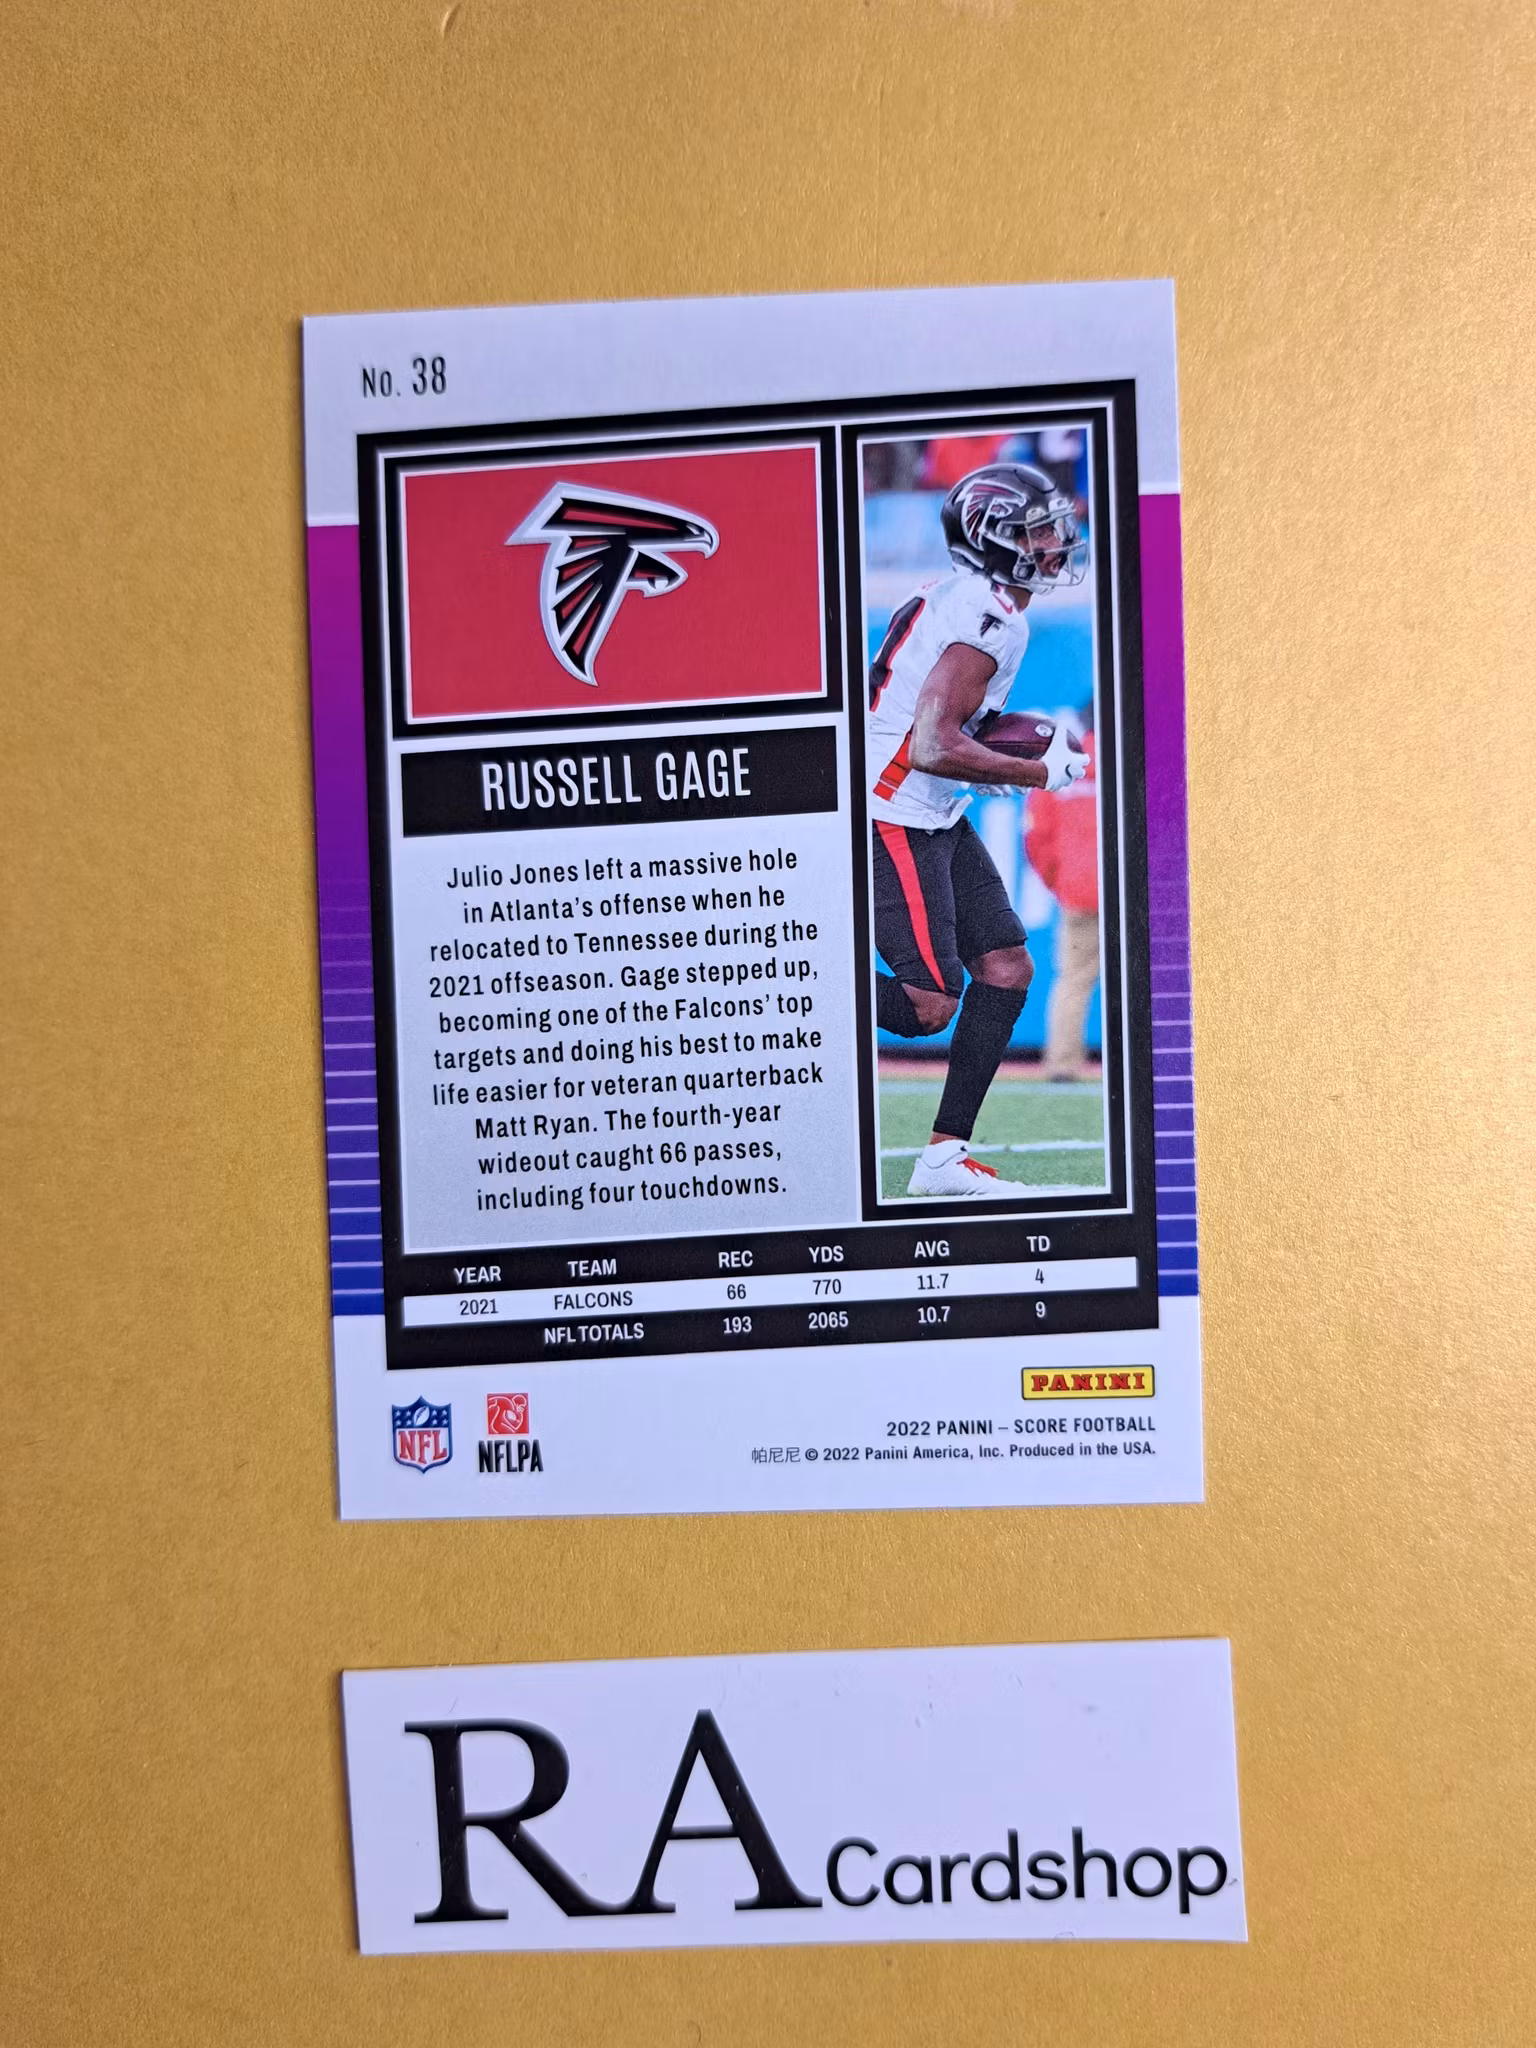 No. 38
RUSSELL GAGE
Julio Jones left a massive hole
in Atlanta's offense when he
relocated to Tennessee during the
2021 offseason. Gage stepped up,
becoming one of the Falcons' top
targets and doing his best to make
life easier for veteran quarterback
Matt Ryan. The fourth-year
wideout caught 66 passes,
including four touchdowns.
YEAR TEAM REC YDS AVG TD
2021 FALCONS 66 770 11.7 4
NFL TOTALS 193 2065 10.7 9
PANINI
NFL
NFLPA
2022 PANINI – SCORE FOOTBALL
帕尼尼 © 2022 Panini America, Inc. Produced in the USA.
RA Cardshop